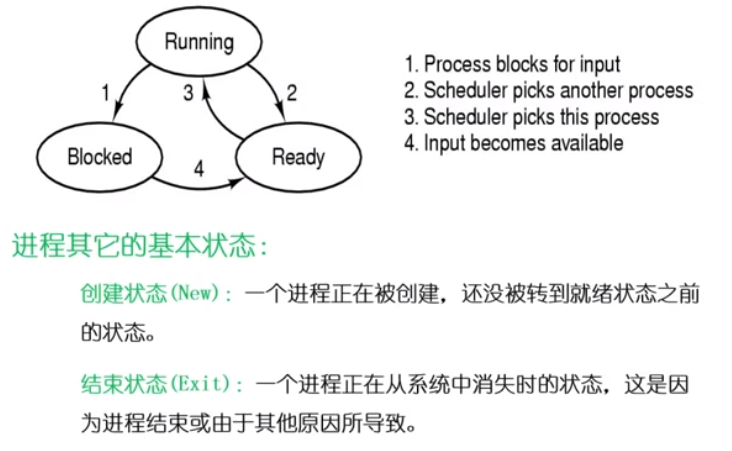 Running
1
3
2
Blocked
Ready
4
1. Process blocks for input
2. Scheduler picks another process
3. Scheduler picks this process
4. Input becomes available
进程其它的基本状态:
创建状态(New): 一个进程正在被创建，还没被转到就绪状态之前
的状态。
结束状态(Exit): 一个进程正在从系统中消失时的状态，这是因
为进程结束或由于其他原因所导致。